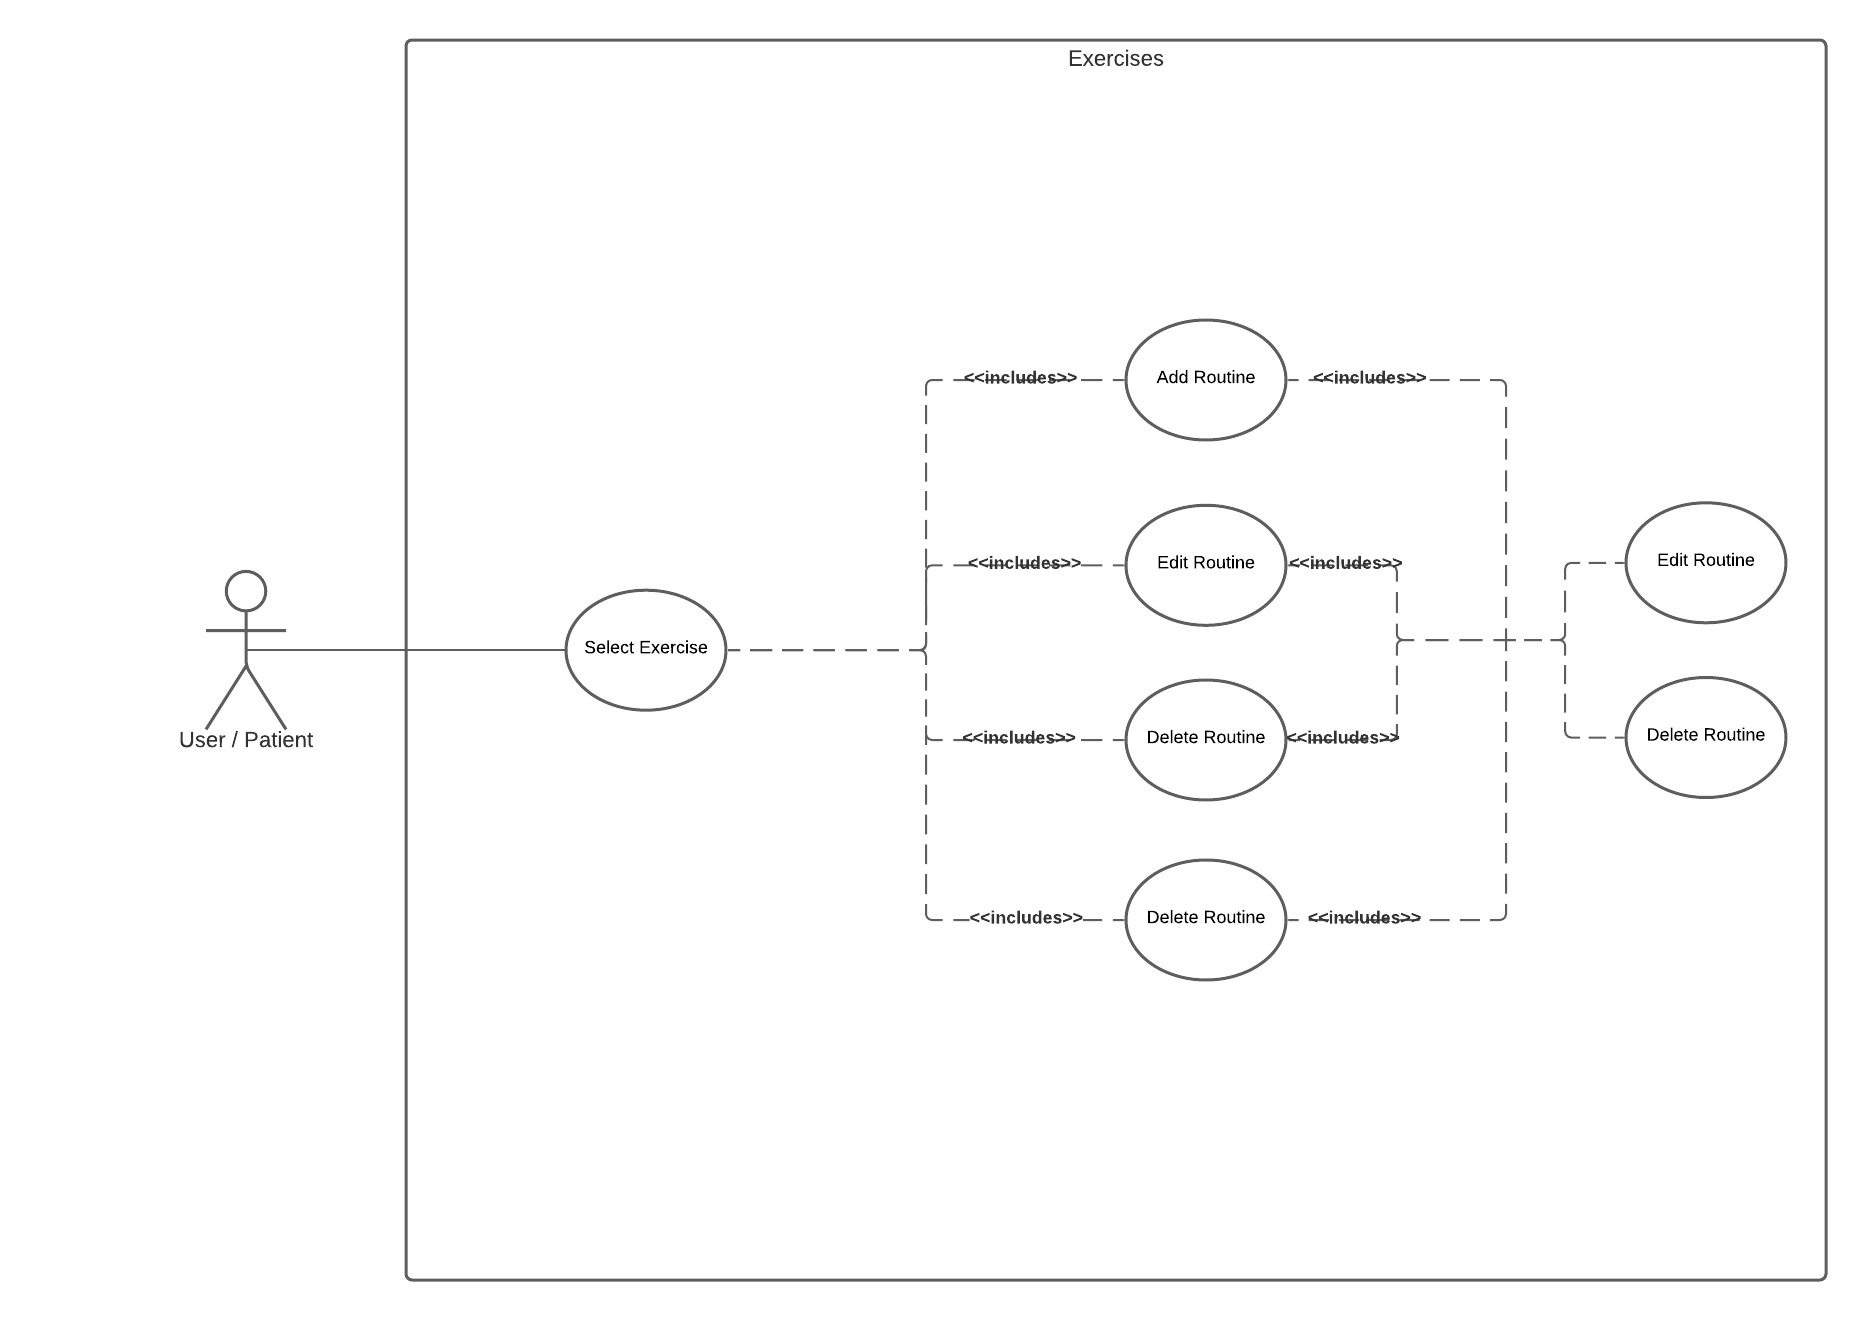 Exercises
<<includes>>
Add Routine
<<includes>>
<<includes>>
Edit Routine
<<includes>>
Edit Routine
Select Exercise
User / Patient
<<includes>>
Delete Routine
<<includes>>
Delete Routine
<<includes>>
Delete Routine
<<includes>>